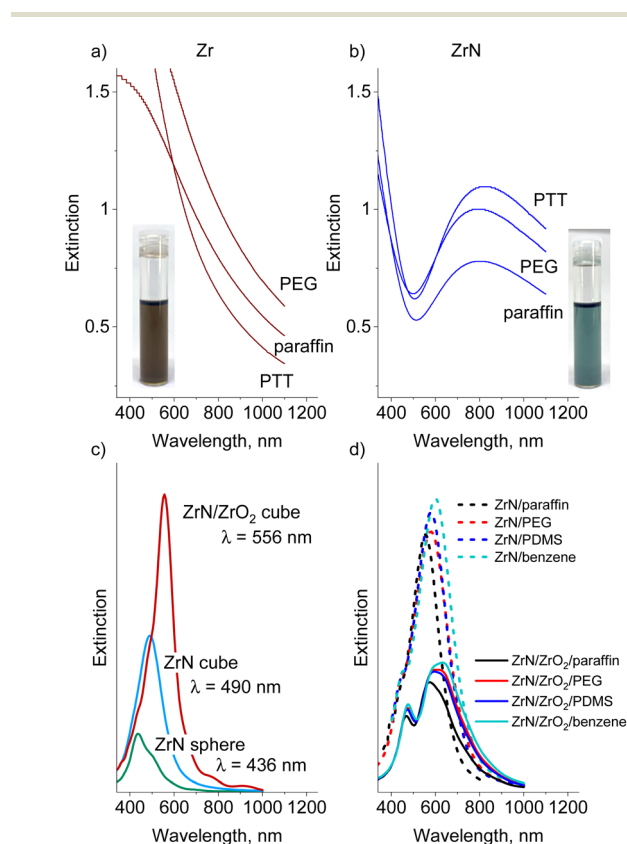 a) Zr
b) ZrN
1.5
1
0.5
Extinction
PEG
paraffin
PTT
400 600 800 1000 1200
Wavelength, nm
1.5
1
0.5
Extinction
PTT
PEG
paraffin
400 600 800 1000 1200
Wavelength, nm
c)
Extinction
ZrN/ZrO₂ cube
λ = 556 nm
ZrN cube
λ = 490 nm
ZrN sphere
λ = 436 nm
400 600 800 1000 1200
Wavelength, nm
d)
Extinction
ZrN/paraffin
ZrN/PEG
ZrN/PDMS
ZrN/benzene
ZrN/ZrO₂/paraffin
ZrN/ZrO₂/PEG
ZrN/ZrO₂/PDMS
ZrN/ZrO₂/benzene
400 600 800 1000 1200
Wavelength, nm